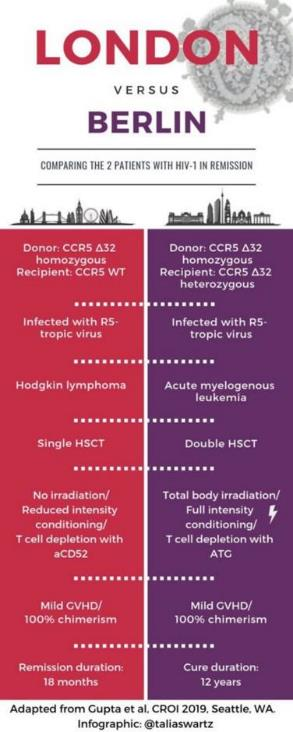 LONDON
VERSUS
BERLIN
COMPARING THE 2 PATIENTS WITH HIV-1 IN REMISSION
Donor: CCR5 Δ32
homozygous
Recipient: CCR5 WT
Donor: CCR5 Δ32
homozygous
Recipient: CCR5 Δ32
heterozygous
Infected with R5-
tropic virus
Infected with R5-
tropic virus
Hodgkin lymphoma
Acute myelogenous
leukemia
Single HSCT
Double HSCT
No irradiation/
Reduced intensity
conditioning/
T cell depletion with
aCD52
Total body irradiation/
Full intensity
conditioning/
T cell depletion with
ATG
Mild GVHD/
100% chimerism
Mild GVHD/
100% chimerism
Remission duration:
18 months
Cure duration:
12 years
Adapted from Gupta et al, CROI 2019, Seattle, WA.
Infographic: @taliaswartz